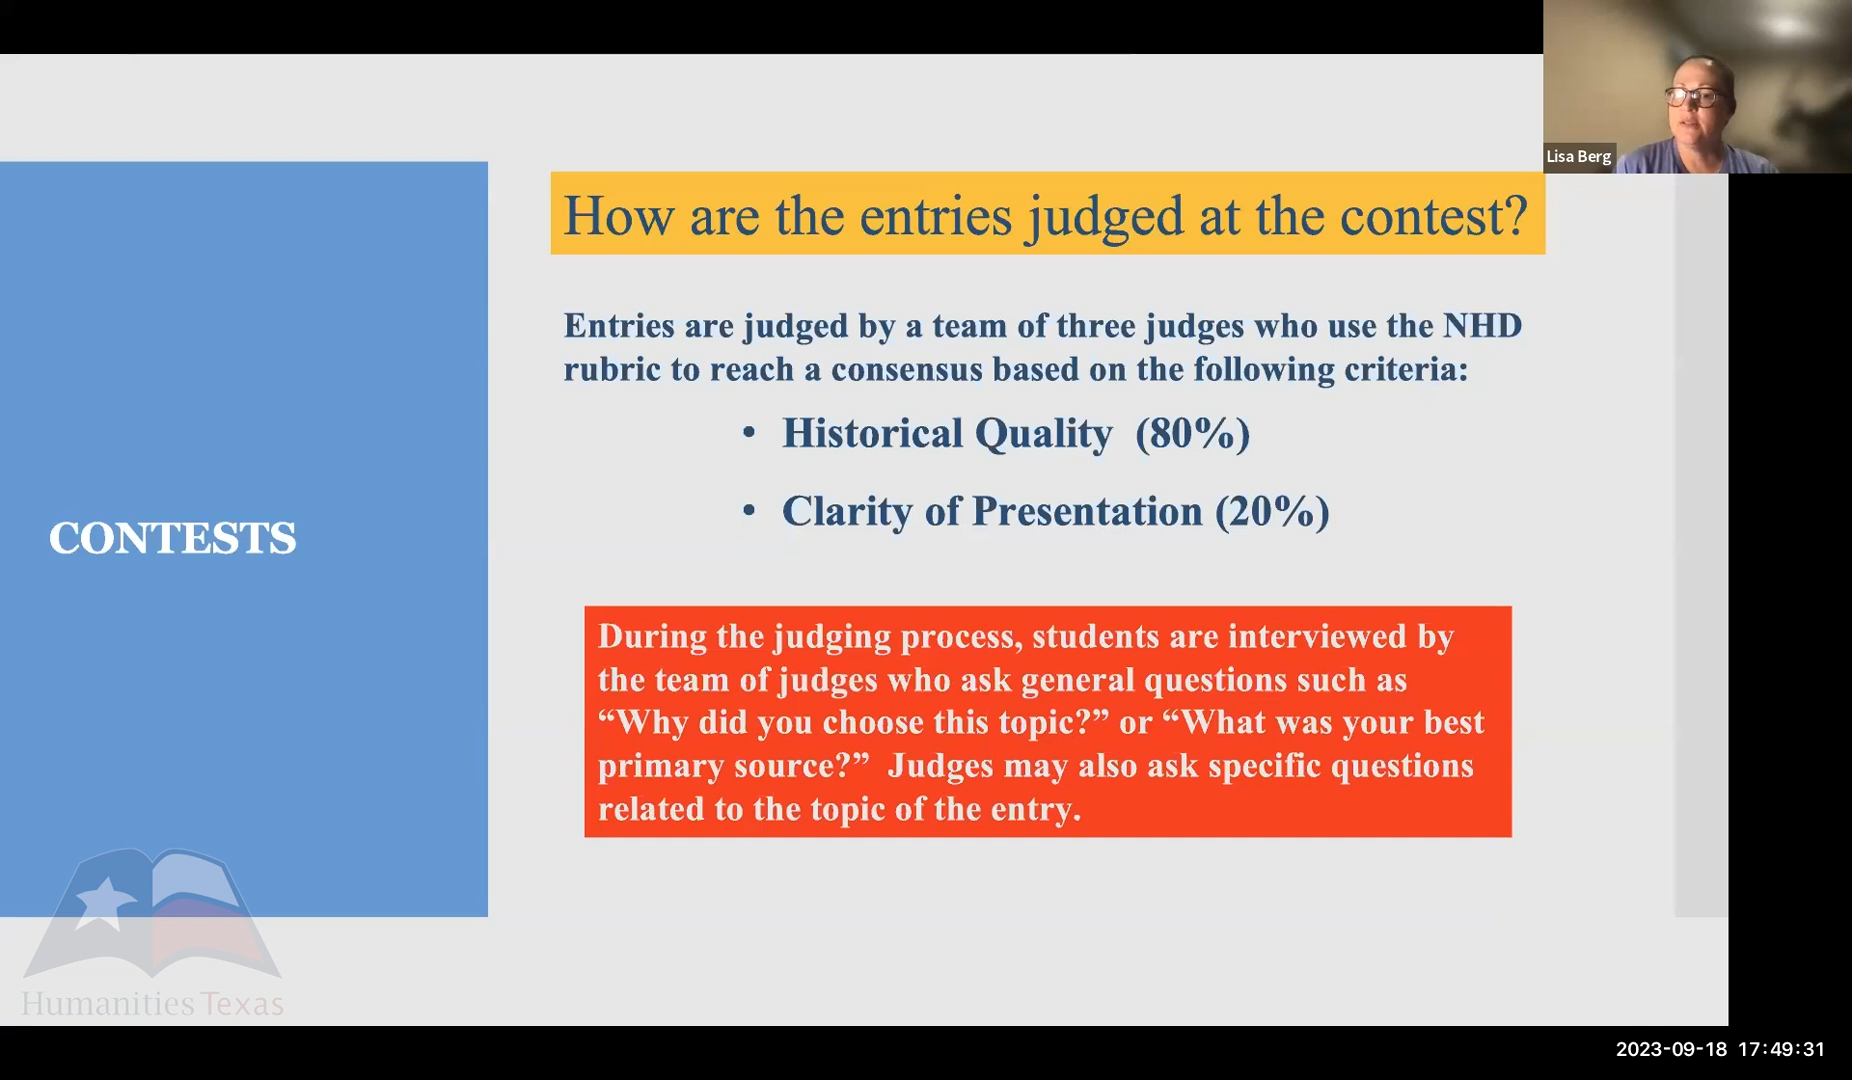 Lisa Berg
How are the entries judged at the contest?
Entries are judged by a team of three judges who use the NHD
rubric to reach a consensus based on the following criteria:
• Historical Quality (80%)
• Clarity of Presentation (20%)
CONTESTS
During the judging process, students are interviewed by
the team of judges who ask general questions such as
“Why did you choose this topic?” or “What was your best
primary source?” Judges may also ask specific questions
related to the topic of the entry.
Humanities Texas
2023-09-18 17:49:31